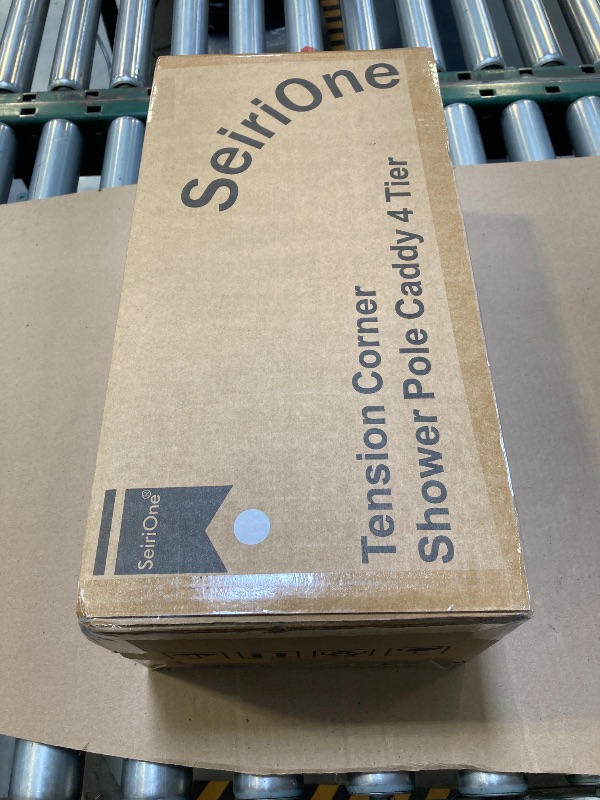 SeiriOne
Tension Corner
Shower Pole Caddy 4 Tier
SeiriOne®